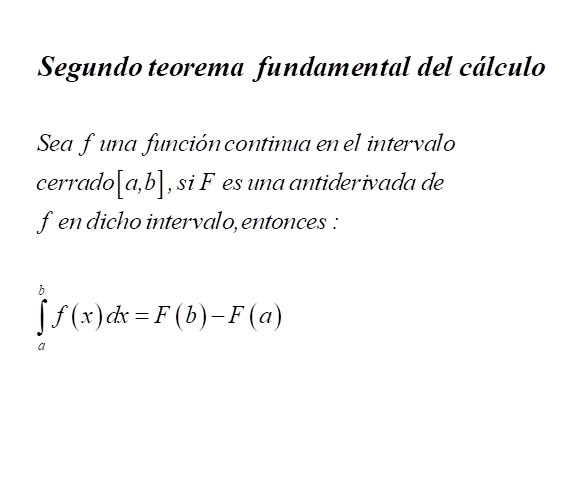 Segundo teorema fundamental del cálculo
Sea f una función continua en el intervalo
cerrado [a,b], si F es una antiderivada de
f en dicho intervalo, entonces :
∫_a^b f(x)dx = F(b) − F(a)